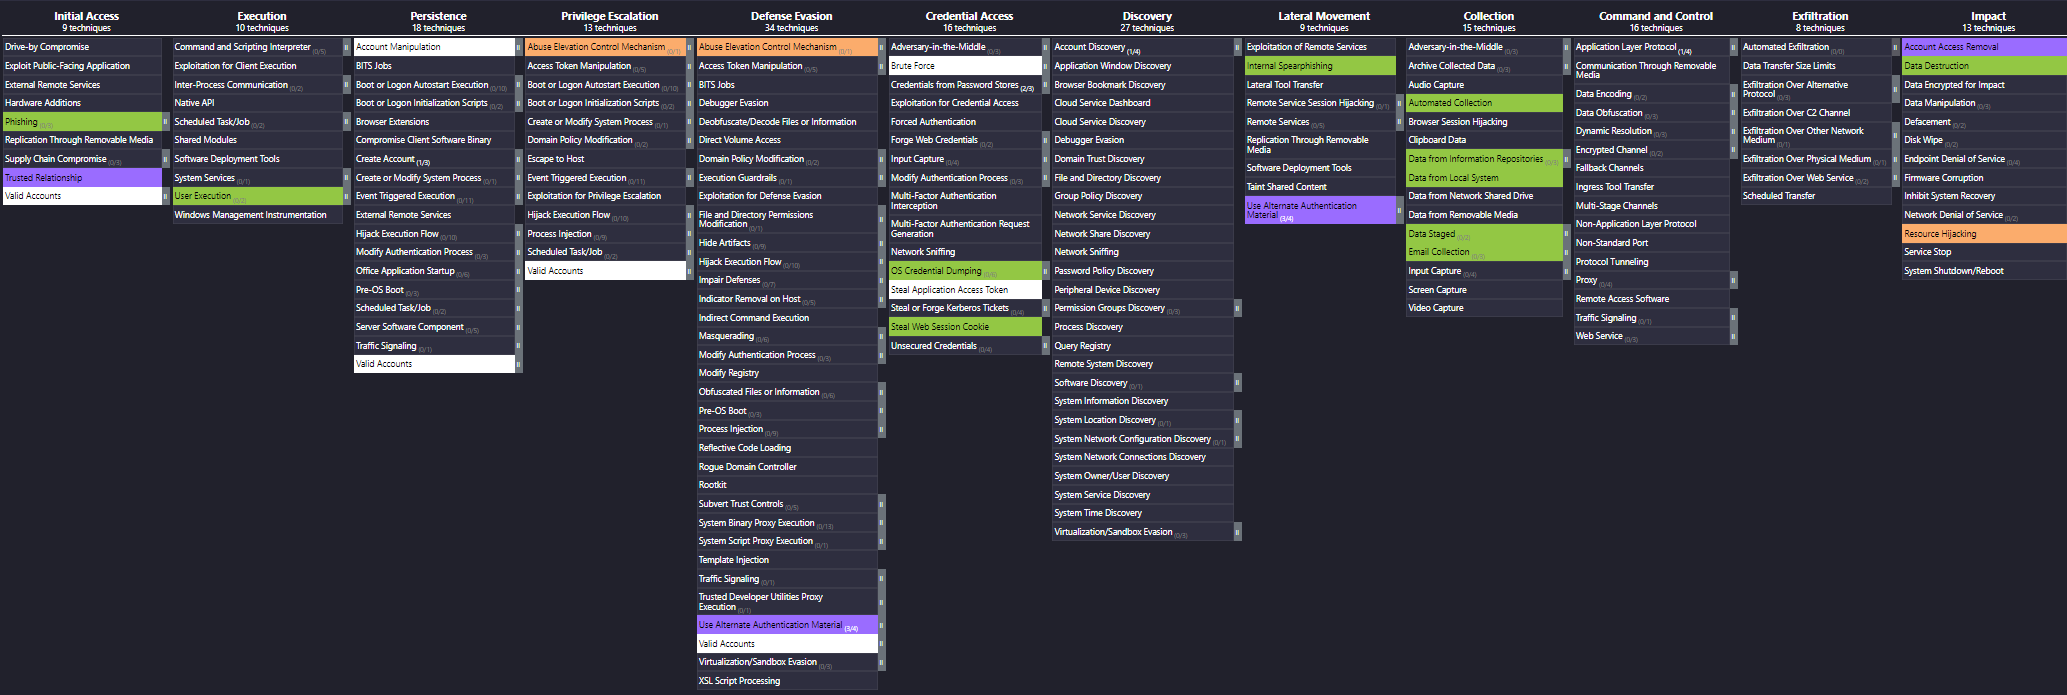 Initial Access
9 techniques
Drive-by Compromise
Exploit Public-Facing Application
External Remote Services
Hardware Additions
Phishing (0/3)
Replication Through Removable Media
Supply Chain Compromise (0/3)
Trusted Relationship
Valid Accounts
Execution
10 techniques
Command and Scripting Interpreter (0/5)
Exploitation for Client Execution
Inter-Process Communication (0/2)
Native API
Scheduled Task/Job (0/2)
Shared Modules
Software Deployment Tools
System Services (0/1)
User Execution (0/2)
Windows Management Instrumentation
Persistence
18 techniques
Account Manipulation
BITS Jobs
Boot or Logon Autostart Execution (0/10)
Boot or Logon Initialization Scripts (0/2)
Browser Extensions
Compromise Client Software Binary
Create Account (1/3)
Create or Modify System Process (0/1)
Event Triggered Execution (0/11)
External Remote Services
Hijack Execution Flow (0/10)
Modify Authentication Process (0/3)
Office Application Startup (0/6)
Pre-OS Boot (0/3)
Scheduled Task/Job (0/2)
Server Software Component (0/5)
Traffic Signaling (0/1)
Valid Accounts
Privilege Escalation
13 techniques
Abuse Elevation Control Mechanism (0/1)
Access Token Manipulation (0/5)
Boot or Logon Autostart Execution (0/10)
Boot or Logon Initialization Scripts (0/2)
Create or Modify System Process (0/1)
Domain Policy Modification (0/2)
Escape to Host
Event Triggered Execution (0/11)
Exploitation for Privilege Escalation
Hijack Execution Flow (0/10)
Process Injection (0/9)
Scheduled Task/Job (0/2)
Valid Accounts
Defense Evasion
34 techniques
Abuse Elevation Control Mechanism (0/1)
Access Token Manipulation (0/5)
BITS Jobs
Debugger Evasion
Deobfuscate/Decode Files or Information
Direct Volume Access
Domain Policy Modification (0/2)
Execution Guardrails (0/1)
Exploitation for Defense Evasion
File and Directory Permissions
Modification (0/1)
Hide Artifacts (0/9)
Hijack Execution Flow (0/10)
Impair Defenses (0/7)
Indicator Removal on Host (0/5)
Indirect Command Execution
Masquerading (0/6)
Modify Authentication Process (0/3)
Modify Registry
Obfuscated Files or Information (0/6)
Pre-OS Boot (0/3)
Process Injection (0/9)
Reflective Code Loading
Rogue Domain Controller
Rootkit
Subvert Trust Controls (0/5)
System Binary Proxy Execution (0/13)
System Script Proxy Execution (0/1)
Template Injection
Traffic Signaling (0/1)
Trusted Developer Utilities Proxy
Execution (0/1)
Use Alternate Authentication Material (3/4)
Valid Accounts
Virtualization/Sandbox Evasion (0/3)
XSL Script Processing
Credential Access
16 techniques
Adversary-in-the-Middle (0/3)
Brute Force
Credentials from Password Stores (2/3)
Exploitation for Credential Access
Forced Authentication
Forge Web Credentials (0/2)
Input Capture (0/4)
Modify Authentication Process (0/3)
Multi-Factor Authentication
Interception
Multi-Factor Authentication Request
Generation
Network Sniffing
OS Credential Dumping (0/6)
Steal Application Access Token
Steal or Forge Kerberos Tickets (0/4)
Steal Web Session Cookie
Unsecured Credentials (0/4)
Discovery
27 techniques
Account Discovery (1/4)
Application Window Discovery
Browser Bookmark Discovery
Cloud Service Dashboard
Cloud Service Discovery
Debugger Evasion
Domain Trust Discovery
File and Directory Discovery
Group Policy Discovery
Network Service Discovery
Network Share Discovery
Network Sniffing
Password Policy Discovery
Peripheral Device Discovery
Permission Groups Discovery (0/3)
Process Discovery
Query Registry
Remote System Discovery
Software Discovery (0/1)
System Information Discovery
System Location Discovery (0/1)
System Network Configuration Discovery (0/1)
System Network Connections Discovery
System Owner/User Discovery
System Service Discovery
System Time Discovery
Virtualization/Sandbox Evasion (0/3)
Lateral Movement
9 techniques
Exploitation of Remote Services
Internal Spearphishing
Lateral Tool Transfer
Remote Service Session Hijacking (0/1)
Remote Services (0/5)
Replication Through Removable
Media
Software Deployment Tools
Taint Shared Content
Use Alternate Authentication
Material (3/4)
Collection
15 techniques
Adversary-in-the-Middle (0/3)
Archive Collected Data (0/3)
Audio Capture
Automated Collection
Browser Session Hijacking
Clipboard Data
Data from Information Repositories (0/1)
Data from Local System
Data from Network Shared Drive
Data from Removable Media
Data Staged (0/2)
Email Collection (0/3)
Input Capture (0/4)
Screen Capture
Video Capture
Command and Control
16 techniques
Application Layer Protocol (1/4)
Communication Through Removable
Media
Data Encoding (0/2)
Data Obfuscation (0/3)
Dynamic Resolution (0/3)
Encrypted Channel (0/2)
Fallback Channels
Ingress Tool Transfer
Multi-Stage Channels
Non-Application Layer Protocol
Non-Standard Port
Protocol Tunneling
Proxy (0/4)
Remote Access Software
Traffic Signaling (0/1)
Web Service (0/3)
Exfiltration
8 techniques
Automated Exfiltration (0/0)
Data Transfer Size Limits
Exfiltration Over Alternative
Protocol (0/3)
Exfiltration Over C2 Channel
Exfiltration Over Other Network
Medium (0/1)
Exfiltration Over Physical Medium (0/1)
Exfiltration Over Web Service (0/2)
Scheduled Transfer
Impact
13 techniques
Account Access Removal
Data Destruction
Data Encrypted for Impact
Data Manipulation (0/3)
Defacement (0/2)
Disk Wipe (0/2)
Endpoint Denial of Service (0/4)
Firmware Corruption
Inhibit System Recovery
Network Denial of Service (0/2)
Resource Hijacking
Service Stop
System Shutdown/Reboot